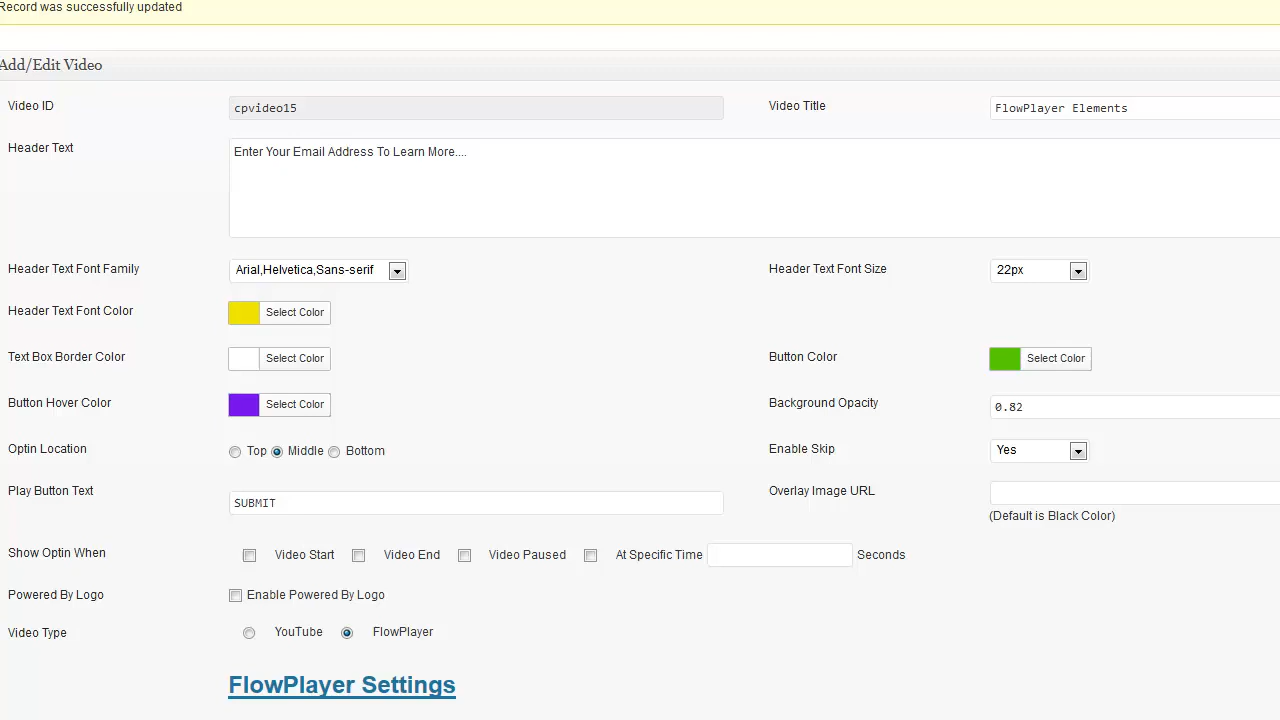 Record was successfully updated
Add/Edit Video
Video ID cpvideo15 Video Title FlowPlayer Elements
Header Text Enter Your Email Address To Learn More....
Header Text Font Family Arial,Helvetica,Sans-serif Header Text Font Size 22px
Header Text Font Color Select Color
Text Box Border Color Select Color Button Color Select Color
Button Hover Color Select Color Background Opacity 0.82
Optin Location Top Middle Bottom Enable Skip Yes
Play Button Text SUBMIT Overlay Image URL
(Default is Black Color)
Show Optin When Video Start Video End Video Paused At Specific Time Seconds
Powered By Logo Enable Powered By Logo
Video Type YouTube FlowPlayer
FlowPlayer Settings